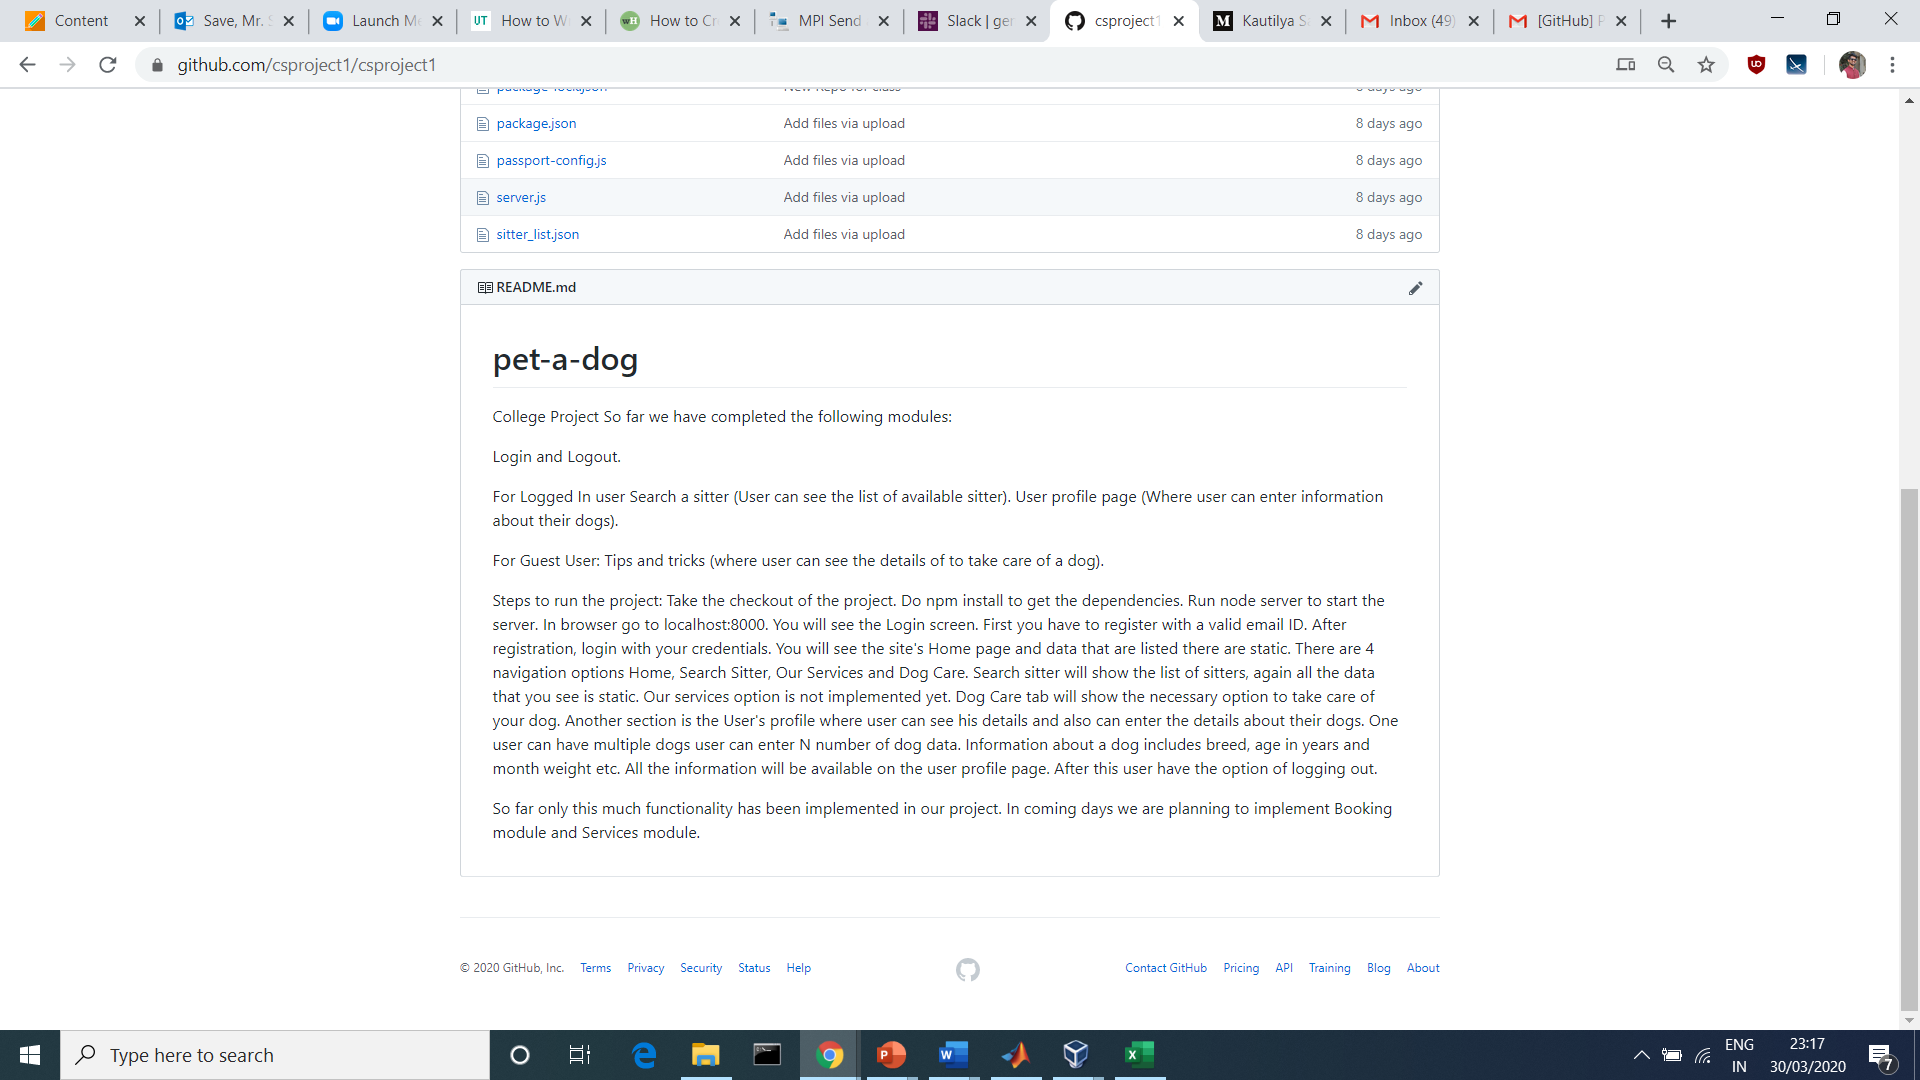 Content
Save, Mr. S
Launch Me
UT How to W
wH How to Cr
MPI Send
Slack | ger
csproject1
M Kautilya Sa
Inbox (49)
[GitHub] P
github.com/csproject1/csproject1
package-lock.json New Repo for class 8 days ago
package.json Add files via upload 8 days ago
passport-config.js Add files via upload 8 days ago
server.js Add files via upload 8 days ago
sitter_list.json Add files via upload 8 days ago
README.md
pet-a-dog
College Project So far we have completed the following modules:
Login and Logout.
For Logged In user Search a sitter (User can see the list of available sitter). User profile page (Where user can enter information
about their dogs).
For Guest User: Tips and tricks (where user can see the details of to take care of a dog).
Steps to run the project: Take the checkout of the project. Do npm install to get the dependencies. Run node server to start the
server. In browser go to localhost:8000. You will see the Login screen. First you have to register with a valid email ID. After
registration, login with your credentials. You will see the site's Home page and data that are listed there are static. There are 4
navigation options Home, Search Sitter, Our Services and Dog Care. Search sitter will show the list of sitters, again all the data
that you see is static. Our services option is not implemented yet. Dog Care tab will show the necessary option to take care of
your dog. Another section is the User's profile where user can see his details and also can enter the details about their dogs. One
user can have multiple dogs user can enter N number of dog data. Information about a dog includes breed, age in years and
month weight etc. All the information will be available on the user profile page. After this user have the option of logging out.
So far only this much functionality has been implemented in our project. In coming days we are planning to implement Booking
module and Services module.
© 2020 GitHub, Inc. Terms Privacy Security Status Help Contact GitHub Pricing API Training Blog About
Type here to search
ENG
IN
23:17
30/03/2020
7